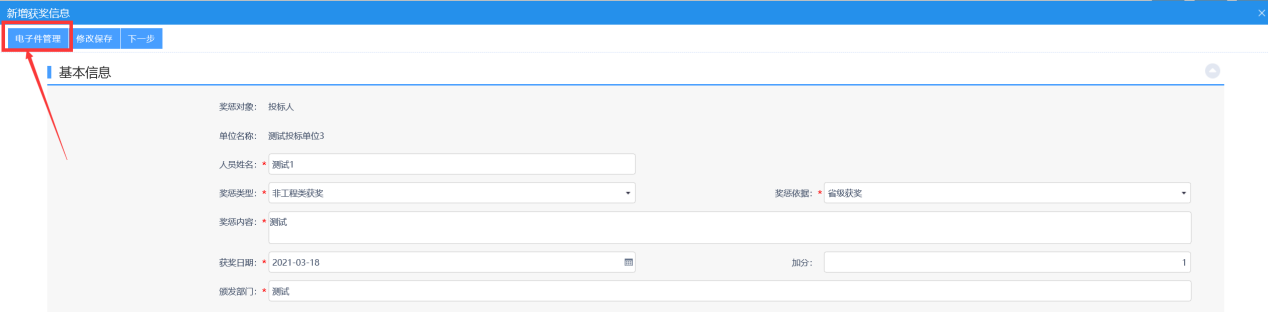 新增获奖信息
电子件管理 修改保存 下一步
基本信息
奖惩对象： 投标人
单位名称： 测试投标单位3
人员姓名：* 测试1
奖惩类型：* 非工程类获奖 奖惩依据：* 省级获奖
奖惩内容：* 测试
获奖日期：* 2021-03-18 加分： 1
颁发部门：* 测试